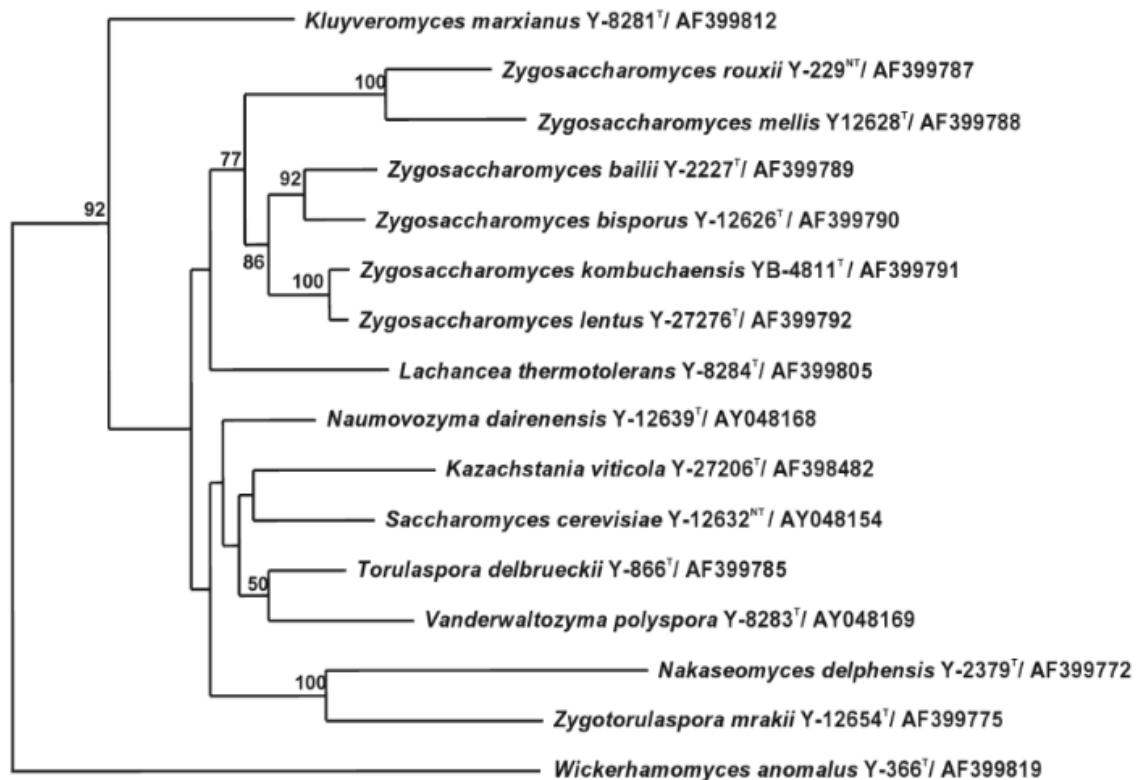 Kluyveromyces marxianus Y-8281ᵀ/ AF399812
Zygosaccharomyces rouxii Y-229ᴺᵀ/ AF399787
100
Zygosaccharomyces mellis Y12628ᵀ/ AF399788
77
Zygosaccharomyces bailii Y-2227ᵀ/ AF399789
92
92
Zygosaccharomyces bisporus Y-12626ᵀ/ AF399790
86
Zygosaccharomyces kombuchaensis YB-4811ᵀ/ AF399791
100
Zygosaccharomyces lentus Y-27276ᵀ/ AF399792
Lachancea thermotolerans Y-8284ᵀ/ AF399805
Naumovozyma dairenensis Y-12639ᵀ/ AY048168
Kazachstania viticola Y-27206ᵀ/ AF398482
Saccharomyces cerevisiae Y-12632ᴺᵀ/ AY048154
Torulaspora delbrueckii Y-866ᵀ/ AF399785
50
Vanderwaltozyma polyspora Y-8283ᵀ/ AY048169
Nakaseomyces delphensis Y-2379ᵀ/ AF399772
100
Zygotorulaspora mrakii Y-12654ᵀ/ AF399775
Wickerhamomyces anomalus Y-366ᵀ/ AF399819